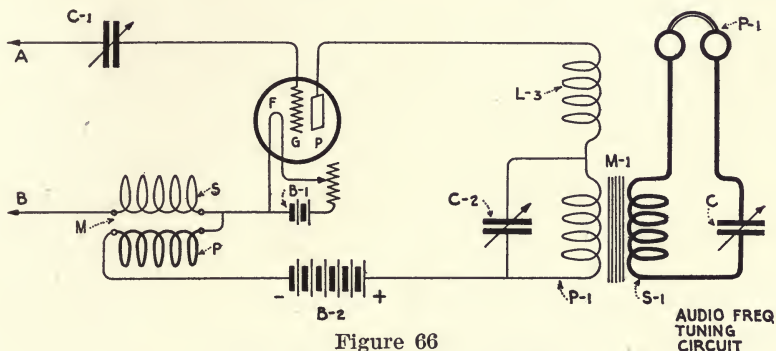 C-1
A
F
G
P
L-3
P-1
M-1
B
M
S
P
B-1
C-2
C
B-2
- +
P-1
S-1
AUDIO FREQ.
TUNING
CIRCUIT
Figure 66